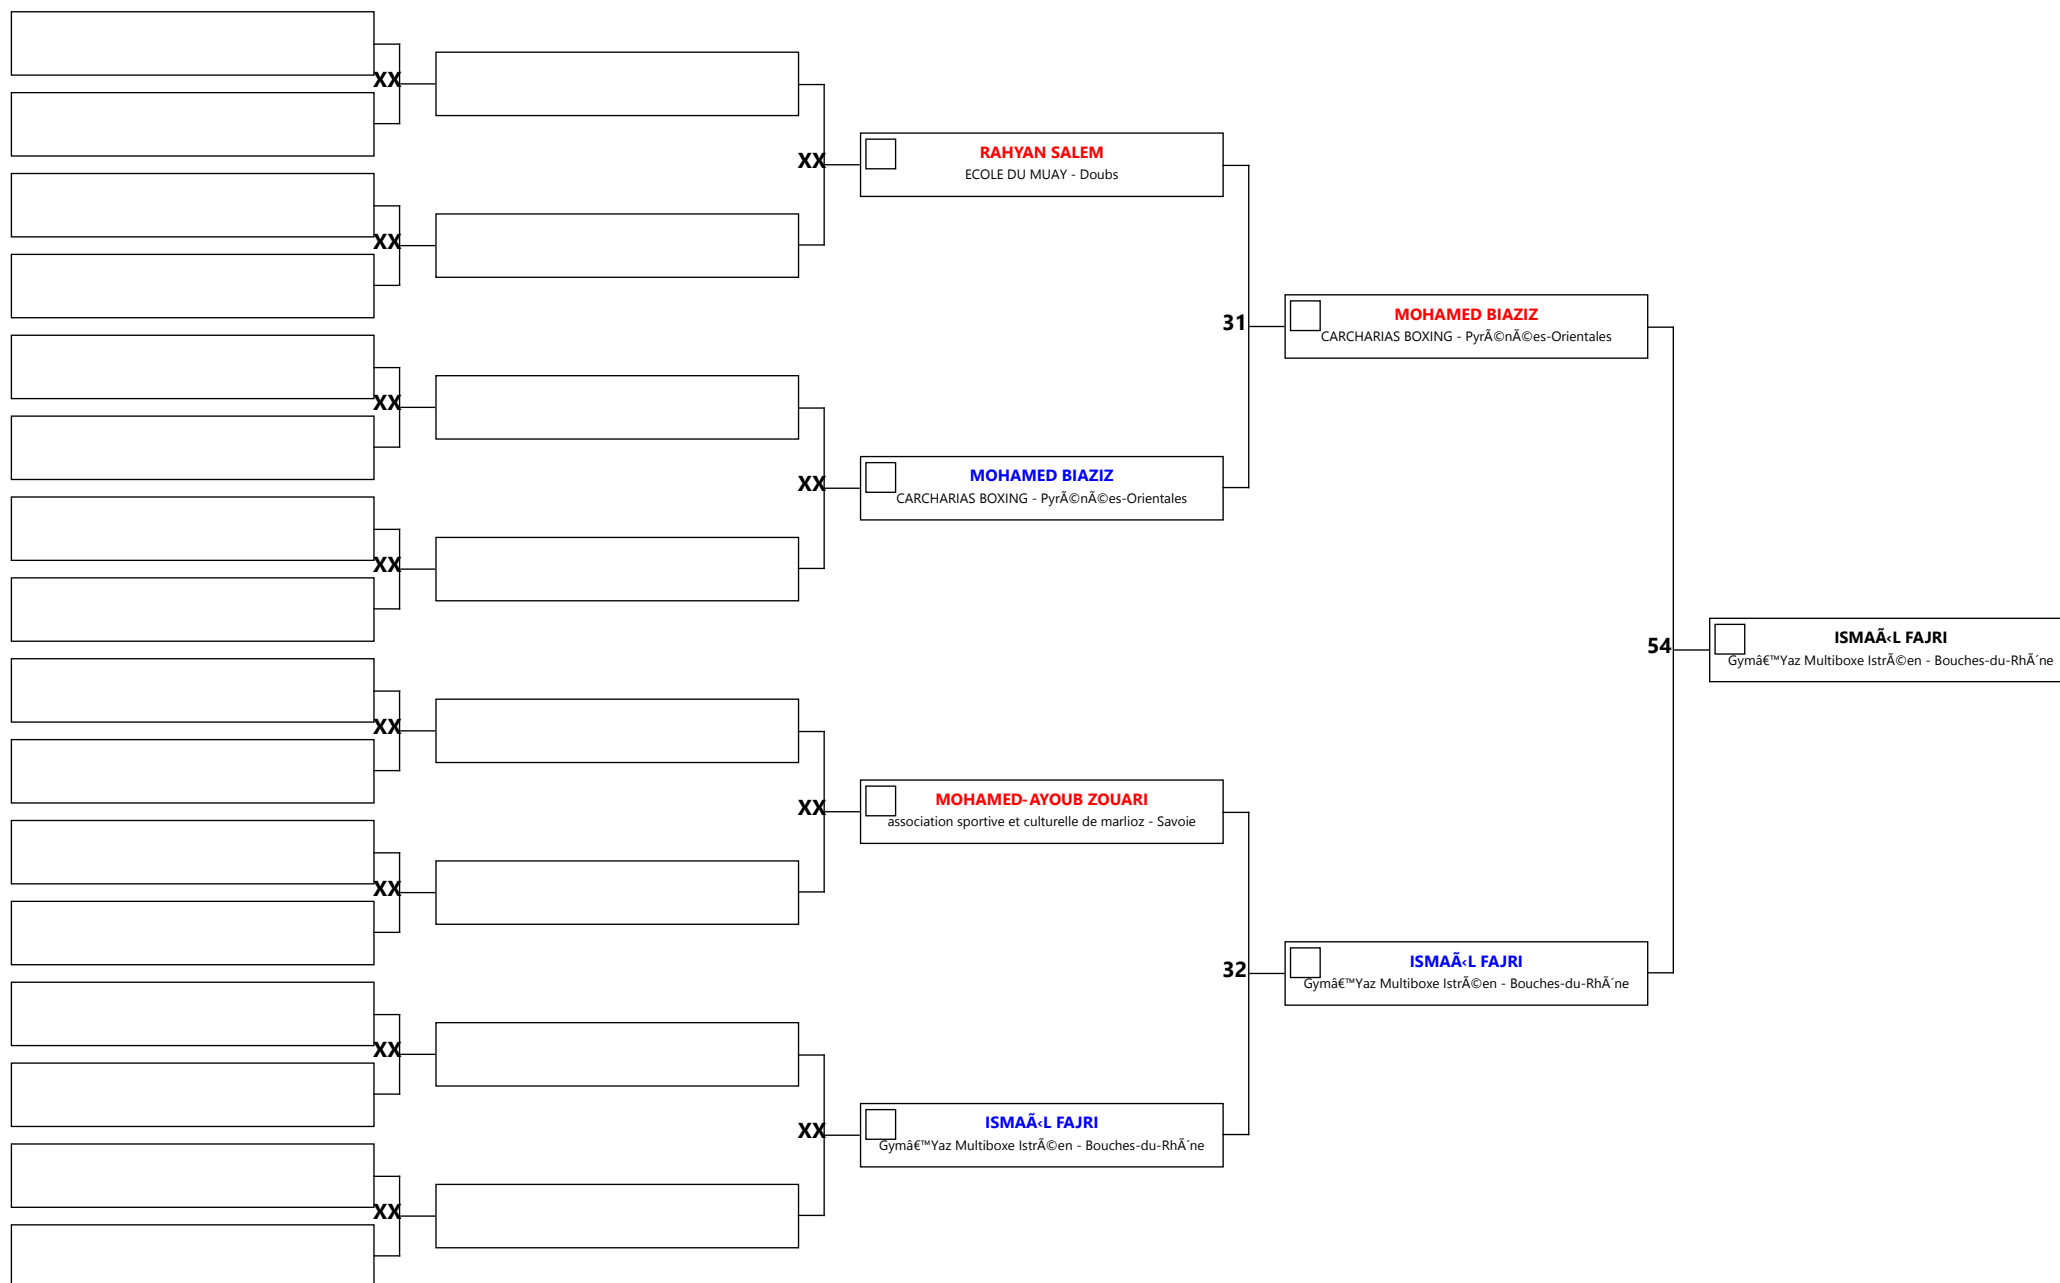 XX
XX
XX
XX
XX
XX
XX
XX
XX
RAHYAN SALEM
ECOLE DU MUAY - Doubs
XX
MOHAMED BIAZIZ
CARCHARIAS BOXING - PyrÃ©nÃ©es-Orientales
XX
MOHAMED-AYOUB ZOUARI
association sportive et culturelle de marlioz - Savoie
XX
ISMAÃ‹L FAJRI
Gymâ€™Yaz Multiboxe IstrÃ©en - Bouches-du-RhÃ´ne
31
MOHAMED BIAZIZ
CARCHARIAS BOXING - PyrÃ©nÃ©es-Orientales
32
ISMAÃ‹L FAJRI
Gymâ€™Yaz Multiboxe IstrÃ©en - Bouches-du-RhÃ´ne
54
ISMAÃ‹L FAJRI
Gymâ€™Yaz Multiboxe IstrÃ©en - Bouches-du-RhÃ´ne